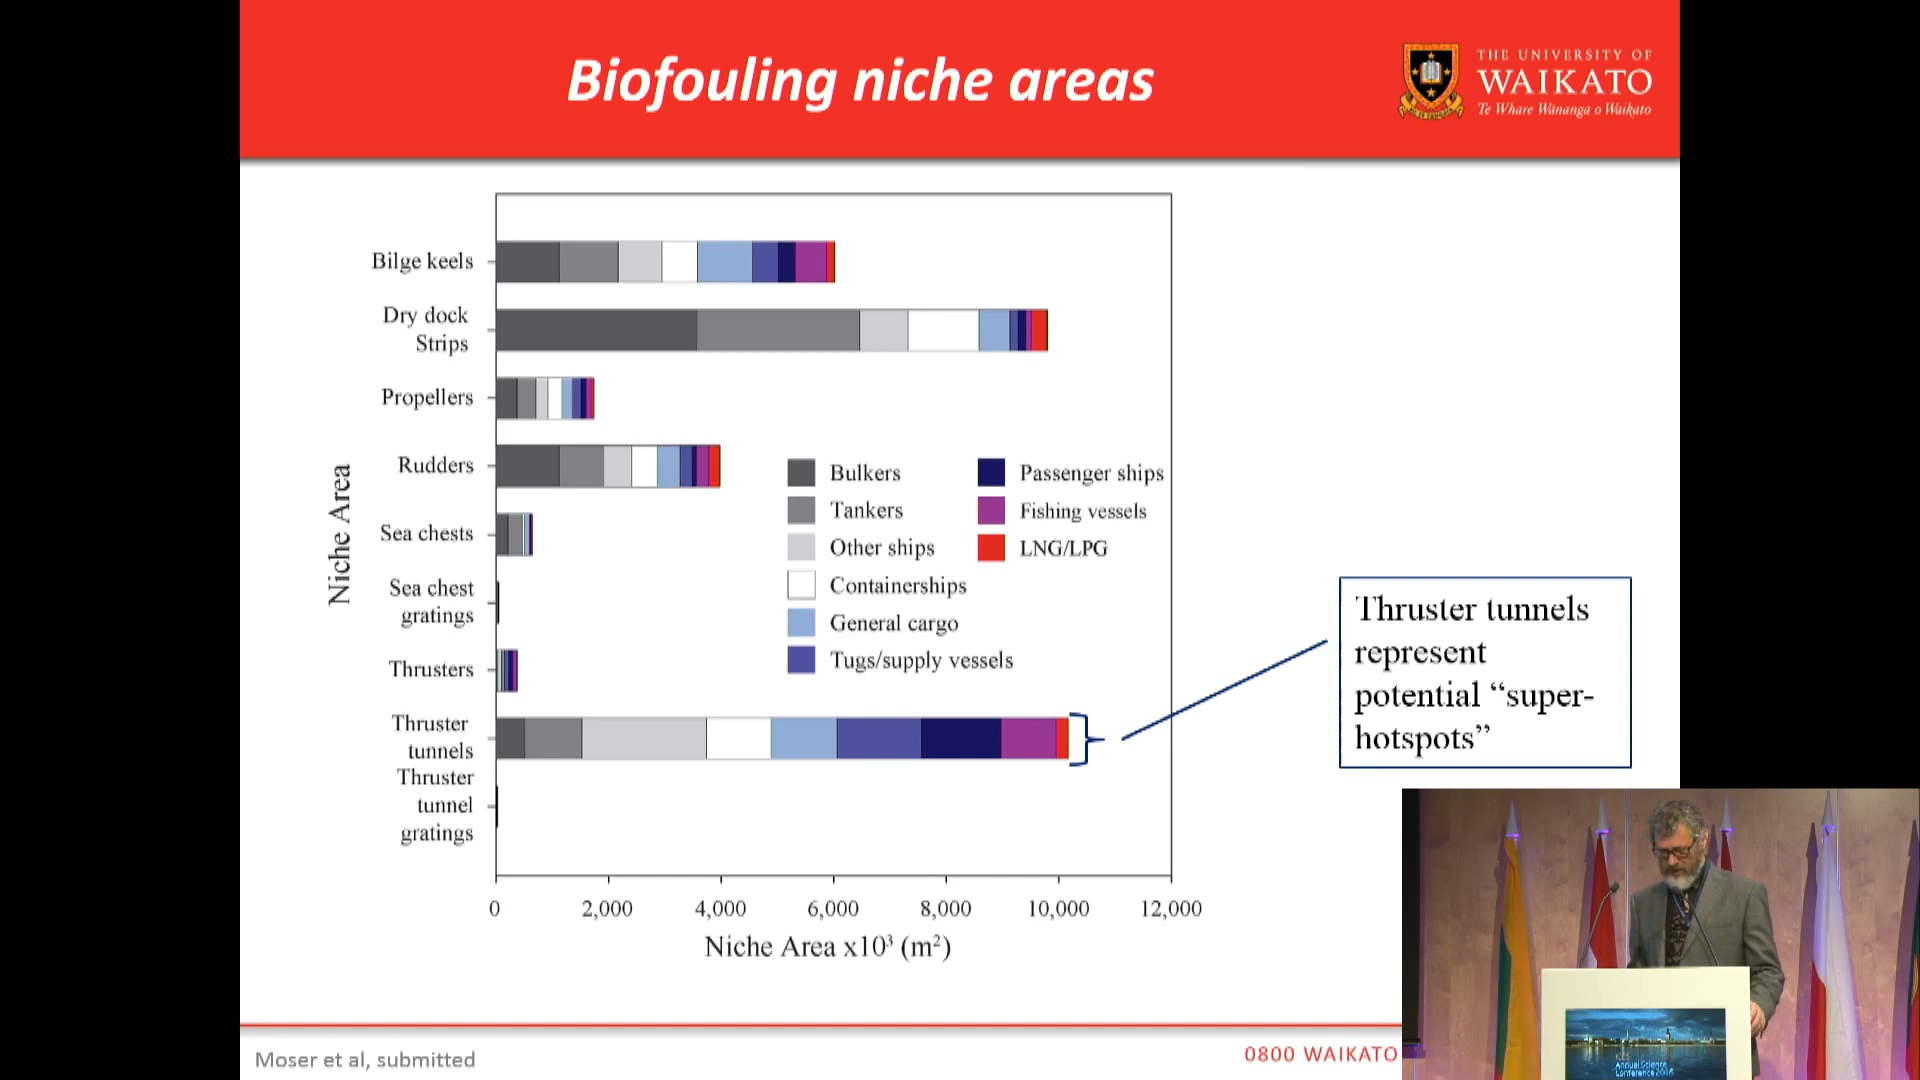 Biofouling niche areas
THE UNIVERSITY OF
WAIKATO
Te Whare Wānanga o Waikato
Bilge keels
Dry dock
Strips
Propellers
Rudders
Sea chests
Sea chest
gratings
Thrusters
Thruster
tunnels
Thruster
tunnel
gratings
Niche Area
Bulkers
Tankers
Other ships
Containerships
General cargo
Tugs/supply vessels
Passenger ships
Fishing vessels
LNG/LPG
Thruster tunnels
represent
potential “super-
hotspots”
0 2,000 4,000 6,000 8,000 10,000 12,000
Niche Area x10³ (m²)
Moser et al, submitted
0800 WAIKATO
Annual Science